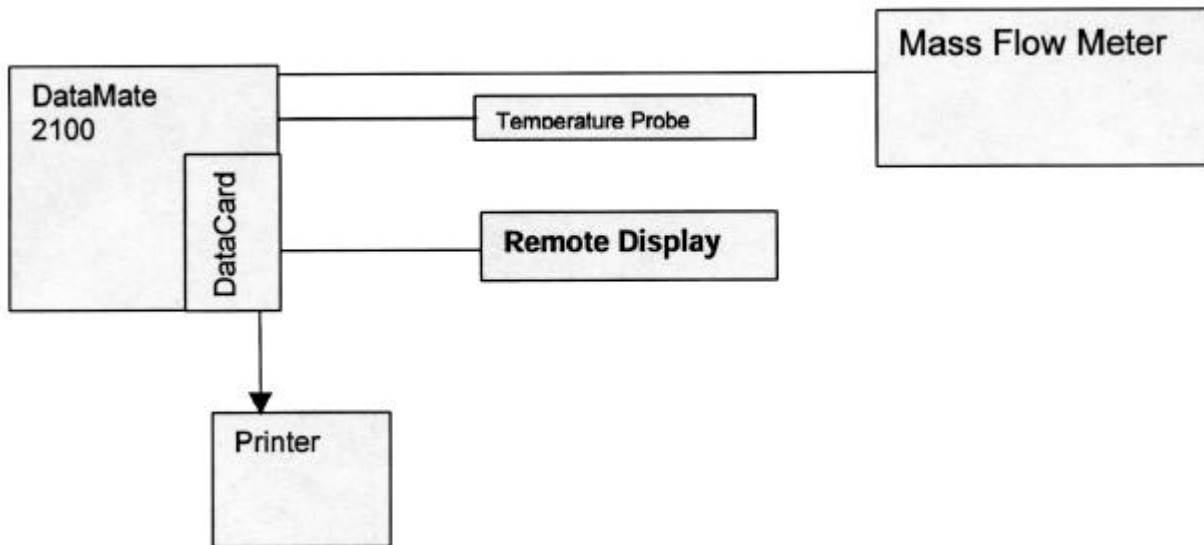 Mass Flow Meter
DataMate
2100
Temperature Probe
DataCard
Remote Display
Printer